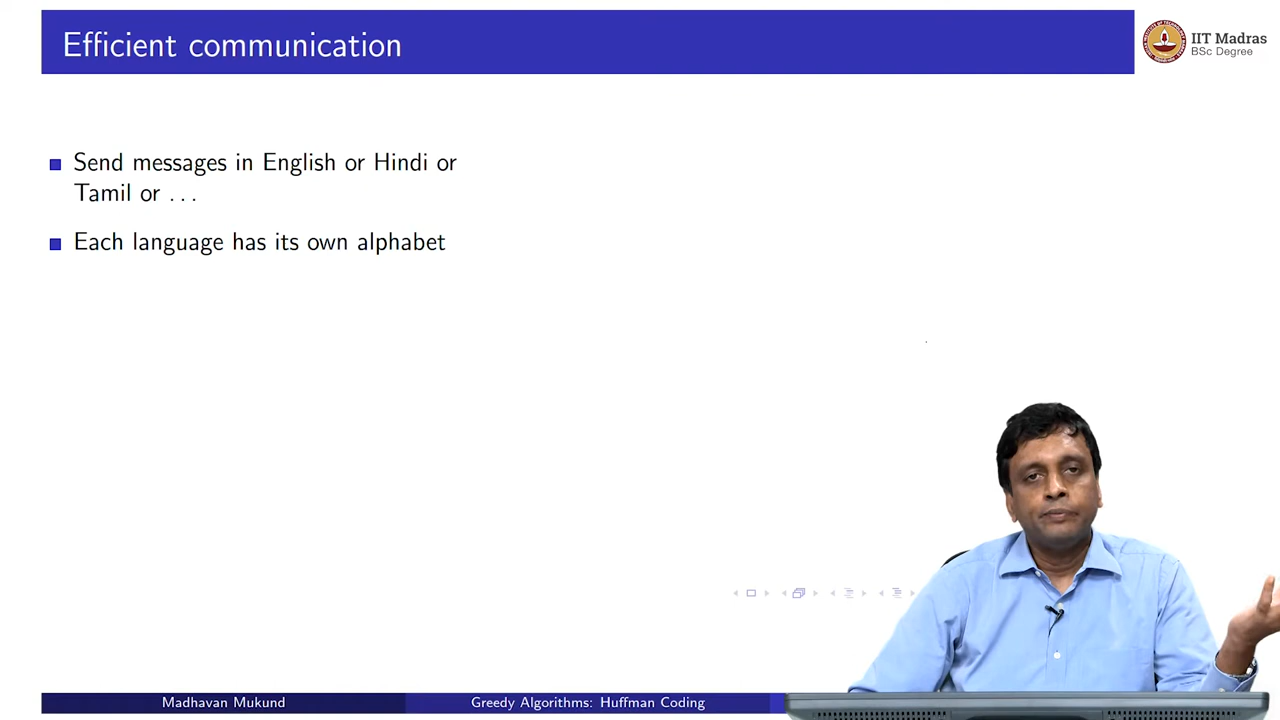 Efficient communication
IIT Madras
BSc Degree
Send messages in English or Hindi or
Tamil or . . .
Each language has its own alphabet
Madhavan Mukund
Greedy Algorithms: Huffman Coding